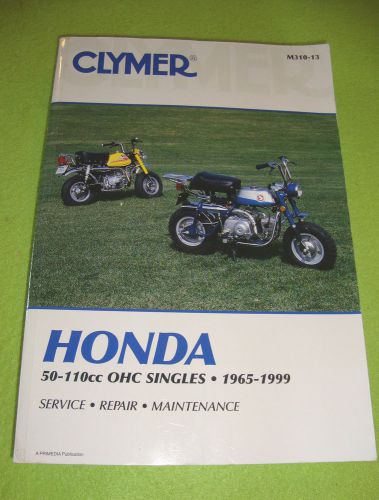 CLYMER®
M310-13
HONDA
50-110cc OHC SINGLES • 1965-1999
SERVICE • REPAIR • MAINTENANCE
A PRIMEDIA Publication